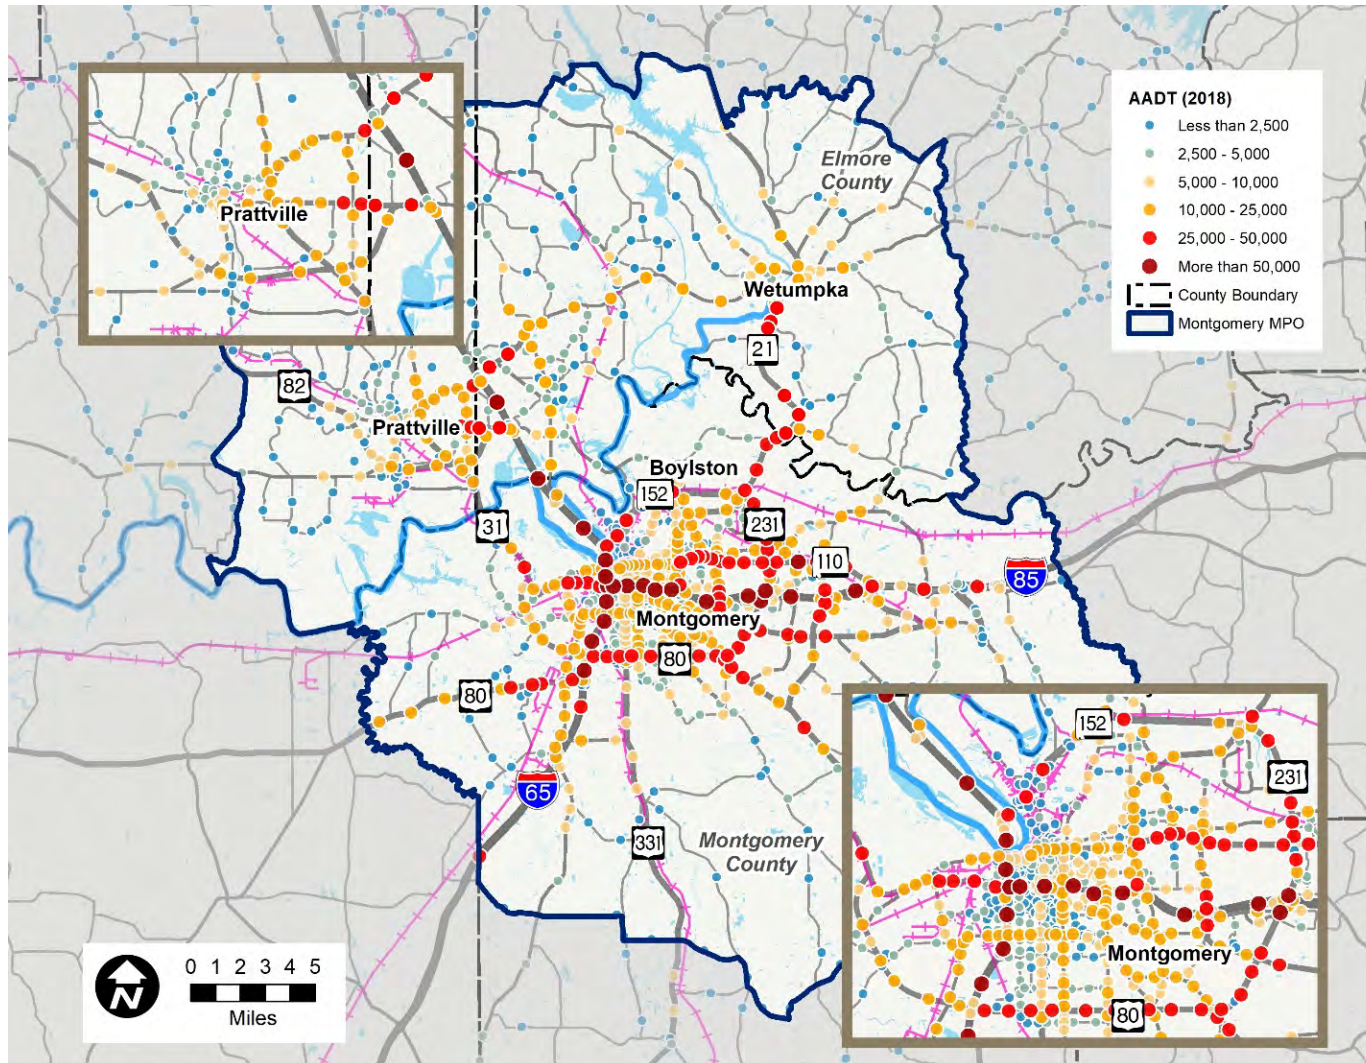 Prattville
AADT (2018)
Less than 2,500
2,500 - 5,000
5,000 - 10,000
10,000 - 25,000
25,000 - 50,000
More than 50,000
County Boundary
Montgomery MPO
Elmore
County
Wetumpka
21
82
Prattville
Boylston
152
31
231
110
85
Montgomery
80
80
65
331
Montgomery
County
152
231
Montgomery
80
N
0 1 2 3 4 5
Miles